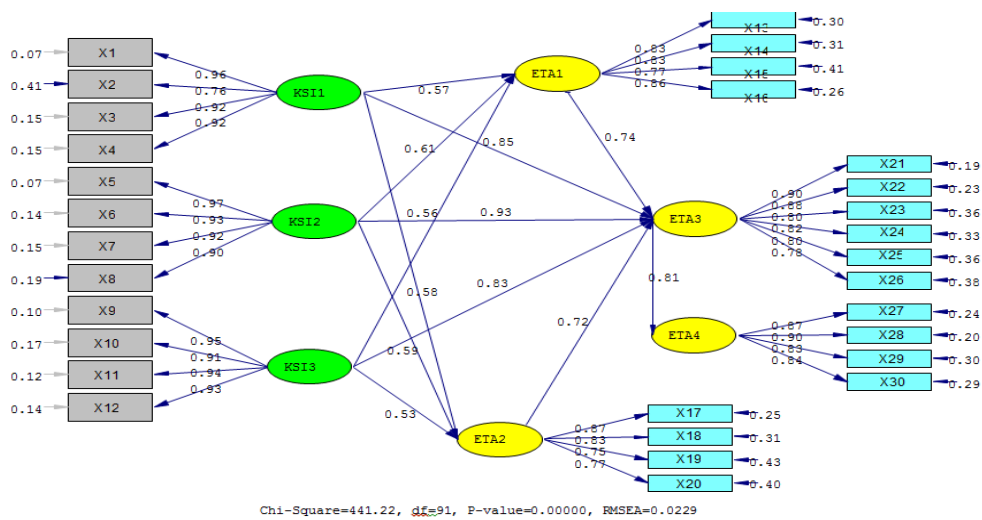 0.07 X1
0.41 X2
0.15 X3
0.15 X4
0.07 X5
0.14 X6
0.15 X7
0.19 X8
0.10 X9
0.17 X10
0.12 X11
0.14 X12
0.96
0.76
0.92
0.92
0.97
0.93
0.92
0.90
0.95
0.91
0.94
0.93
KSI1
KSI2
KSI3
0.57
0.61
0.85
0.56
0.93
0.58
0.83
0.59
0.53
0.74
0.72
0.81
ETA1
ETA2
ETA3
ETA4
0.83
0.83
0.77
0.86
X13 0.30
X14 0.31
X15 0.41
X16 0.26
0.90
0.88
0.80
0.82
0.80
0.78
X21 0.19
X22 0.23
X23 0.36
X24 0.33
X25 0.36
X26 0.38
0.87
0.90
0.83
0.84
X27 0.24
X28 0.20
X29 0.30
X30 0.29
0.87
0.83
0.75
0.77
X17 0.25
X18 0.31
X19 0.43
X20 0.40
Chi-Square=441.22, df=91, P-value=0.00000, RMSEA=0.0229